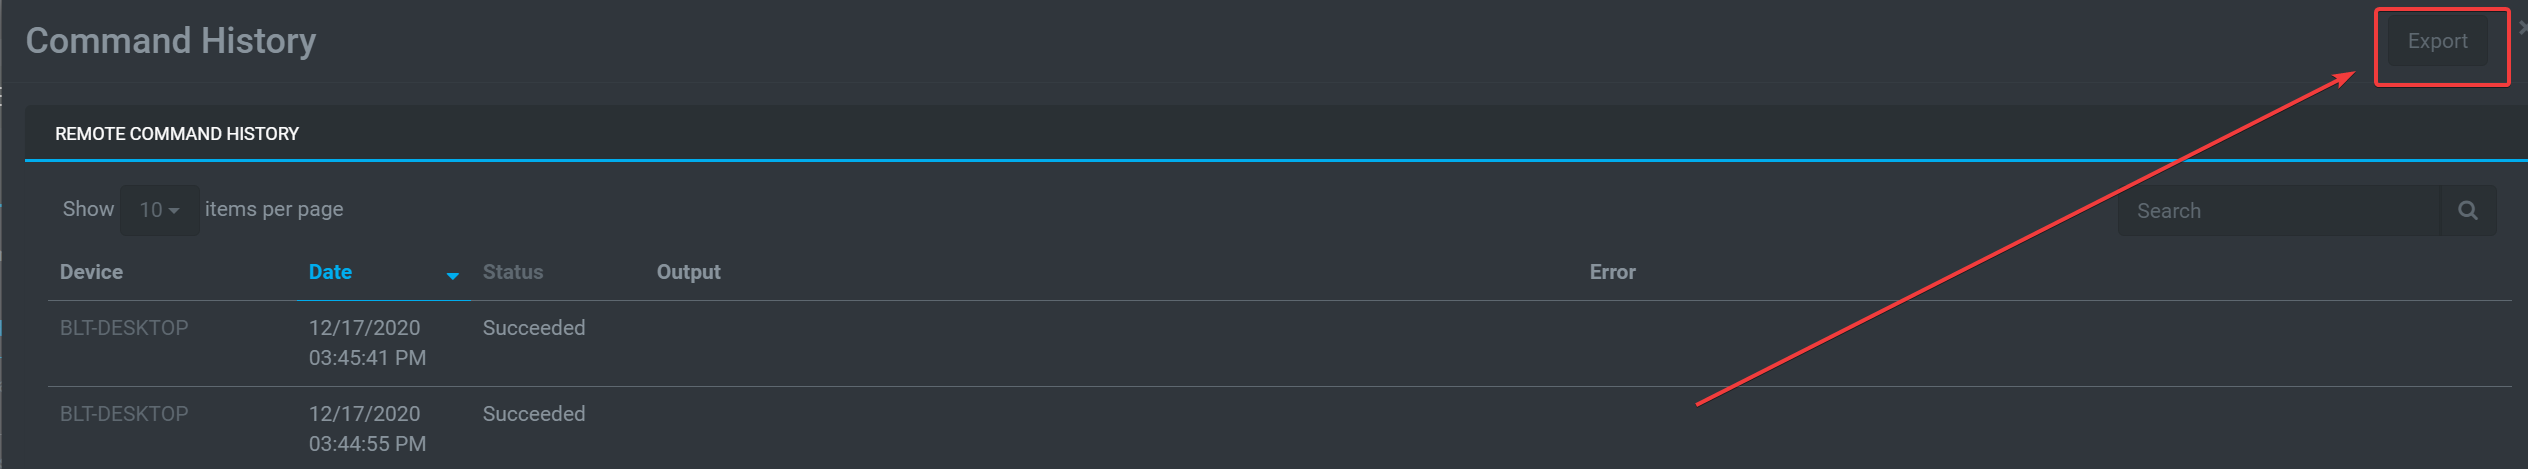 Command History
Export
REMOTE COMMAND HISTORY
Show 10 items per page
Search
Device Date Status Output Error
BLT-DESKTOP 12/17/2020 Succeeded
03:45:41 PM
BLT-DESKTOP 12/17/2020 Succeeded
03:44:55 PM